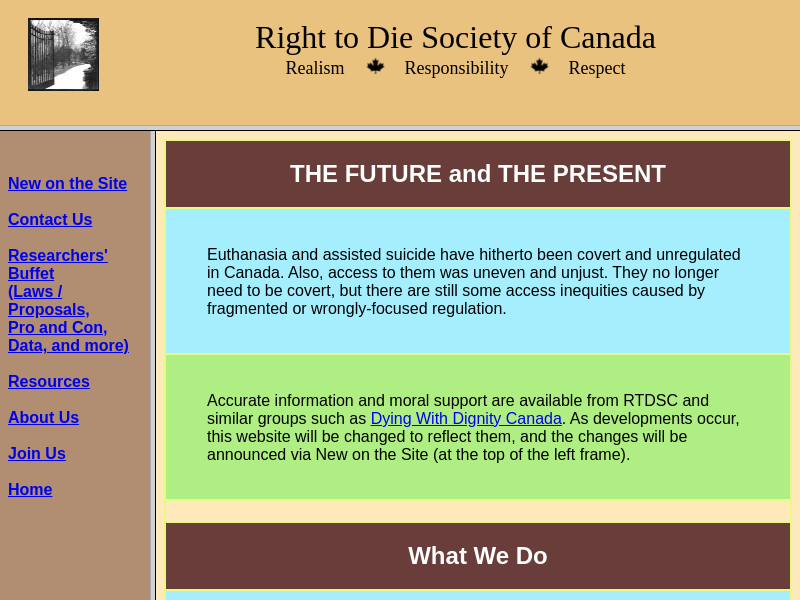 Right to Die Society of Canada
Realism Responsibility Respect
New on the Site
Contact Us
Researchers'
Buffet
(Laws /
Proposals,
Pro and Con,
Data, and more)
Resources
About Us
Join Us
Home
THE FUTURE and THE PRESENT
Euthanasia and assisted suicide have hitherto been covert and unregulated
in Canada. Also, access to them was uneven and unjust. They no longer
need to be covert, but there are still some access inequities caused by
fragmented or wrongly-focused regulation.
Accurate information and moral support are available from RTDSC and
similar groups such as Dying With Dignity Canada. As developments occur,
this website will be changed to reflect them, and the changes will be
announced via New on the Site (at the top of the left frame).
What We Do